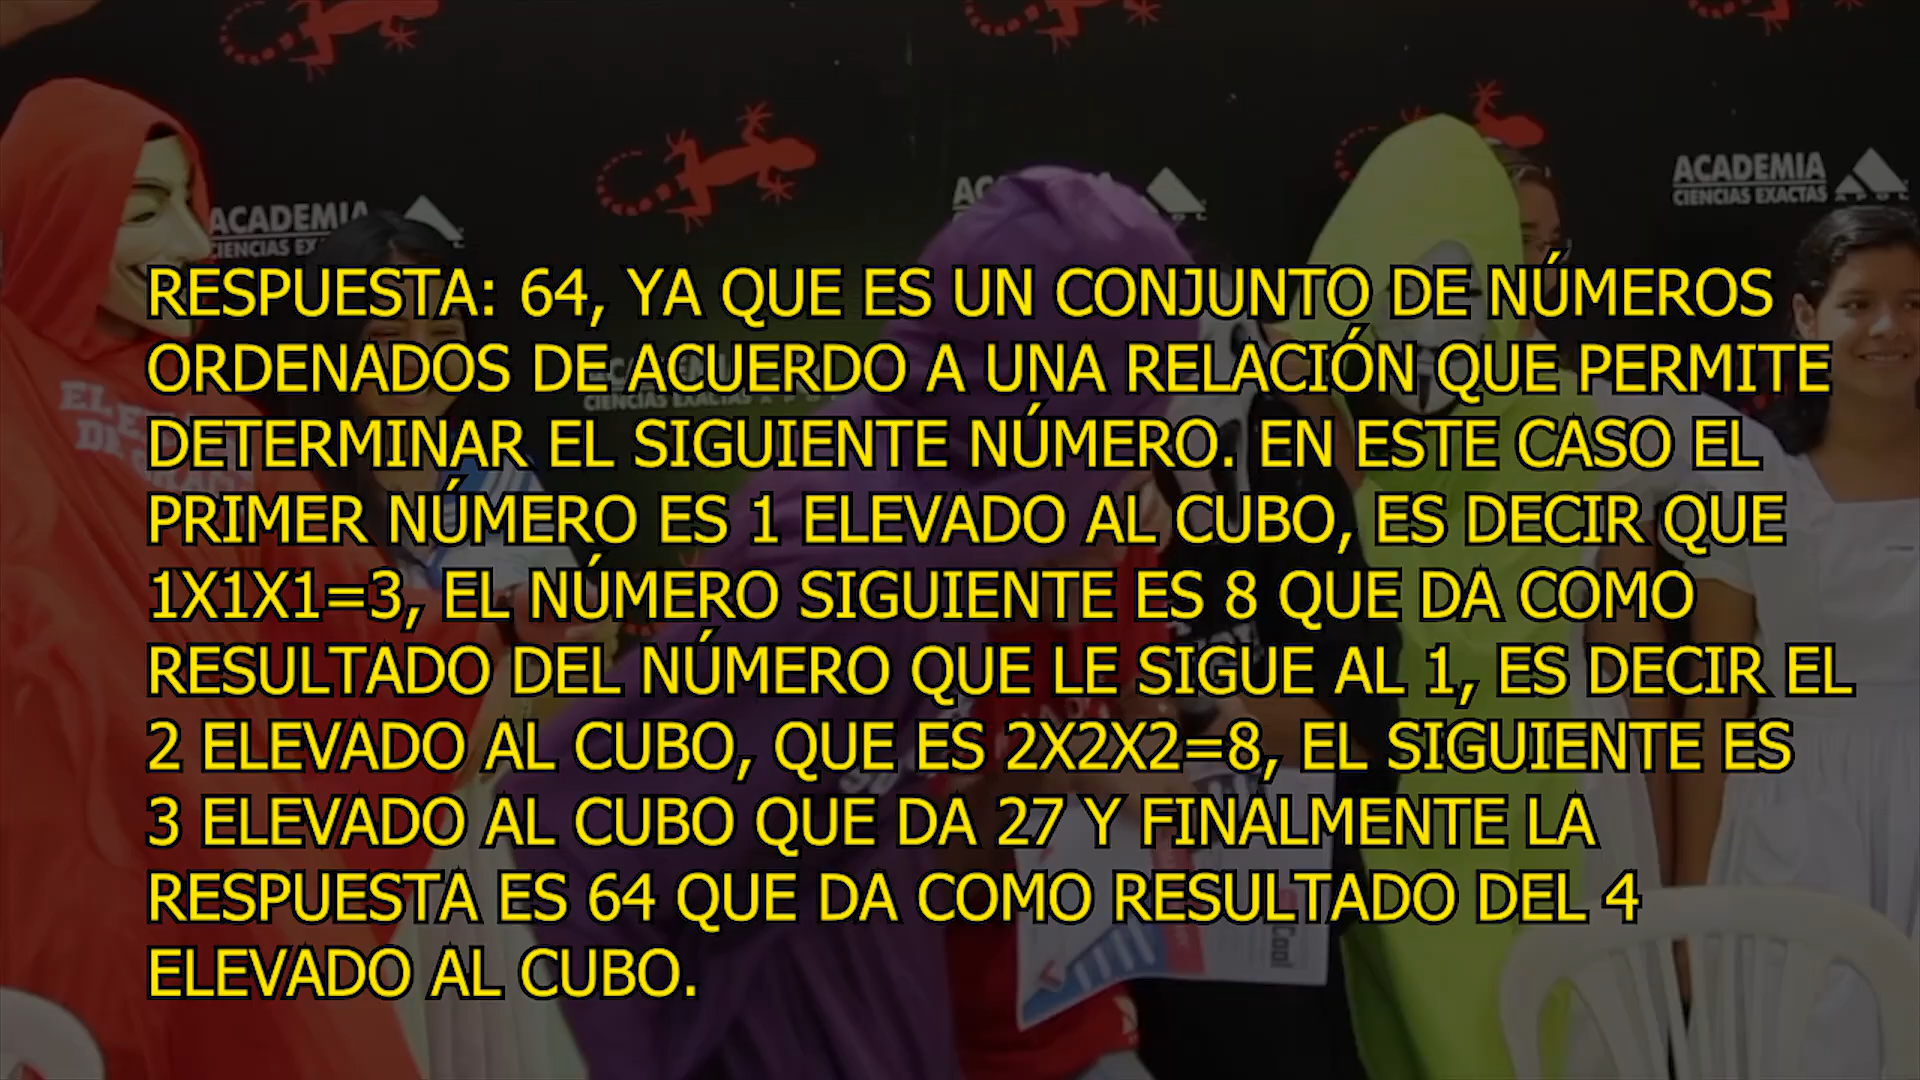 ACADEMIA
CIENCIAS EXACTAS
APOL
ACADEMIA
RESPUESTA: 64, YA QUE ES UN CONJUNTO DE NÚMEROS
ORDENADOS DE ACUERDO A UNA RELACIÓN QUE PERMITE
DETERMINAR EL SIGUIENTE NÚMERO. EN ESTE CASO EL
PRIMER NÚMERO ES 1 ELEVADO AL CUBO, ES DECIR QUE
1X1X1=3, EL NÚMERO SIGUIENTE ES 8 QUE DA COMO
RESULTADO DEL NÚMERO QUE LE SIGUE AL 1, ES DECIR EL
2 ELEVADO AL CUBO, QUE ES 2X2X2=8, EL SIGUIENTE ES
3 ELEVADO AL CUBO QUE DA 27 Y FINALMENTE LA
RESPUESTA ES 64 QUE DA COMO RESULTADO DEL 4
ELEVADO AL CUBO.